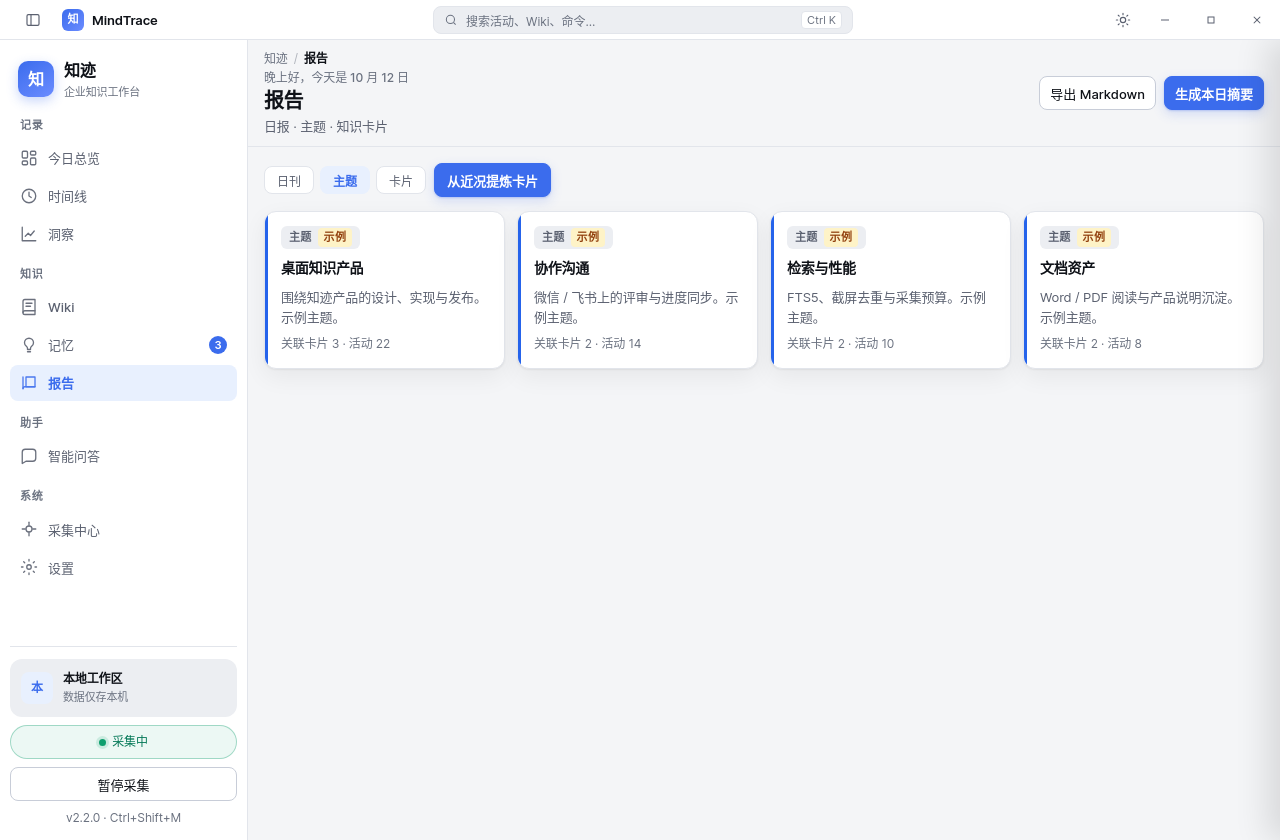 知 MindTrace
搜索活动、Wiki、命令... Ctrl K
知 知迹
企业知识工作台
记录
今日总览
时间线
洞察
知识
Wiki
记忆 3
报告
助手
智能问答
系统
采集中心
设置
本 本地工作区
数据仅存本机
采集中
暂停采集
v2.2.0 · Ctrl+Shift+M
知迹 / 报告
晚上好，今天是 10 月 12 日
报告
日报 · 主题 · 知识卡片
导出 Markdown 生成本日摘要
日刊 主题 卡片 从近况提炼卡片
主题 示例
桌面知识产品
围绕知迹产品的设计、实现与发布。
示例主题。
关联卡片 3 · 活动 22
主题 示例
协作沟通
微信 / 飞书上的评审与进度同步。示
例主题。
关联卡片 2 · 活动 14
主题 示例
检索与性能
FTS5、截屏去重与采集预算。示例
主题。
关联卡片 2 · 活动 10
主题 示例
文档资产
Word / PDF 阅读与产品说明沉淀。
示例主题。
关联卡片 2 · 活动 8